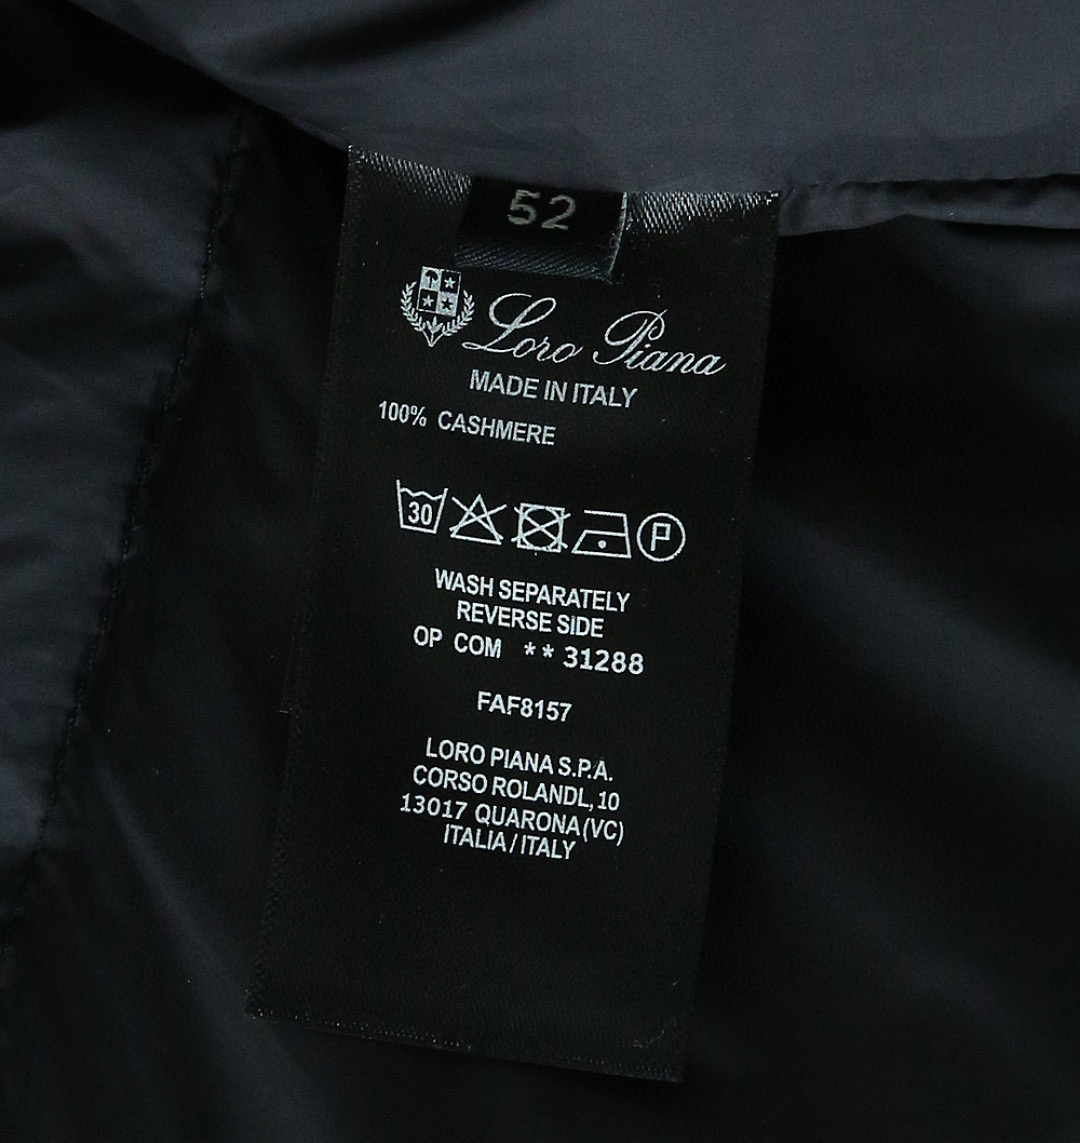 52
Loro Piana
MADE IN ITALY
100% CASHMERE
30
P
WASH SEPARATELY
REVERSE SIDE
OP COM **31288
FAF8157
LORO PIANA S.P.A.
CORSO ROLANDL, 10
13017 QUARONA (VC)
ITALIA / ITALY